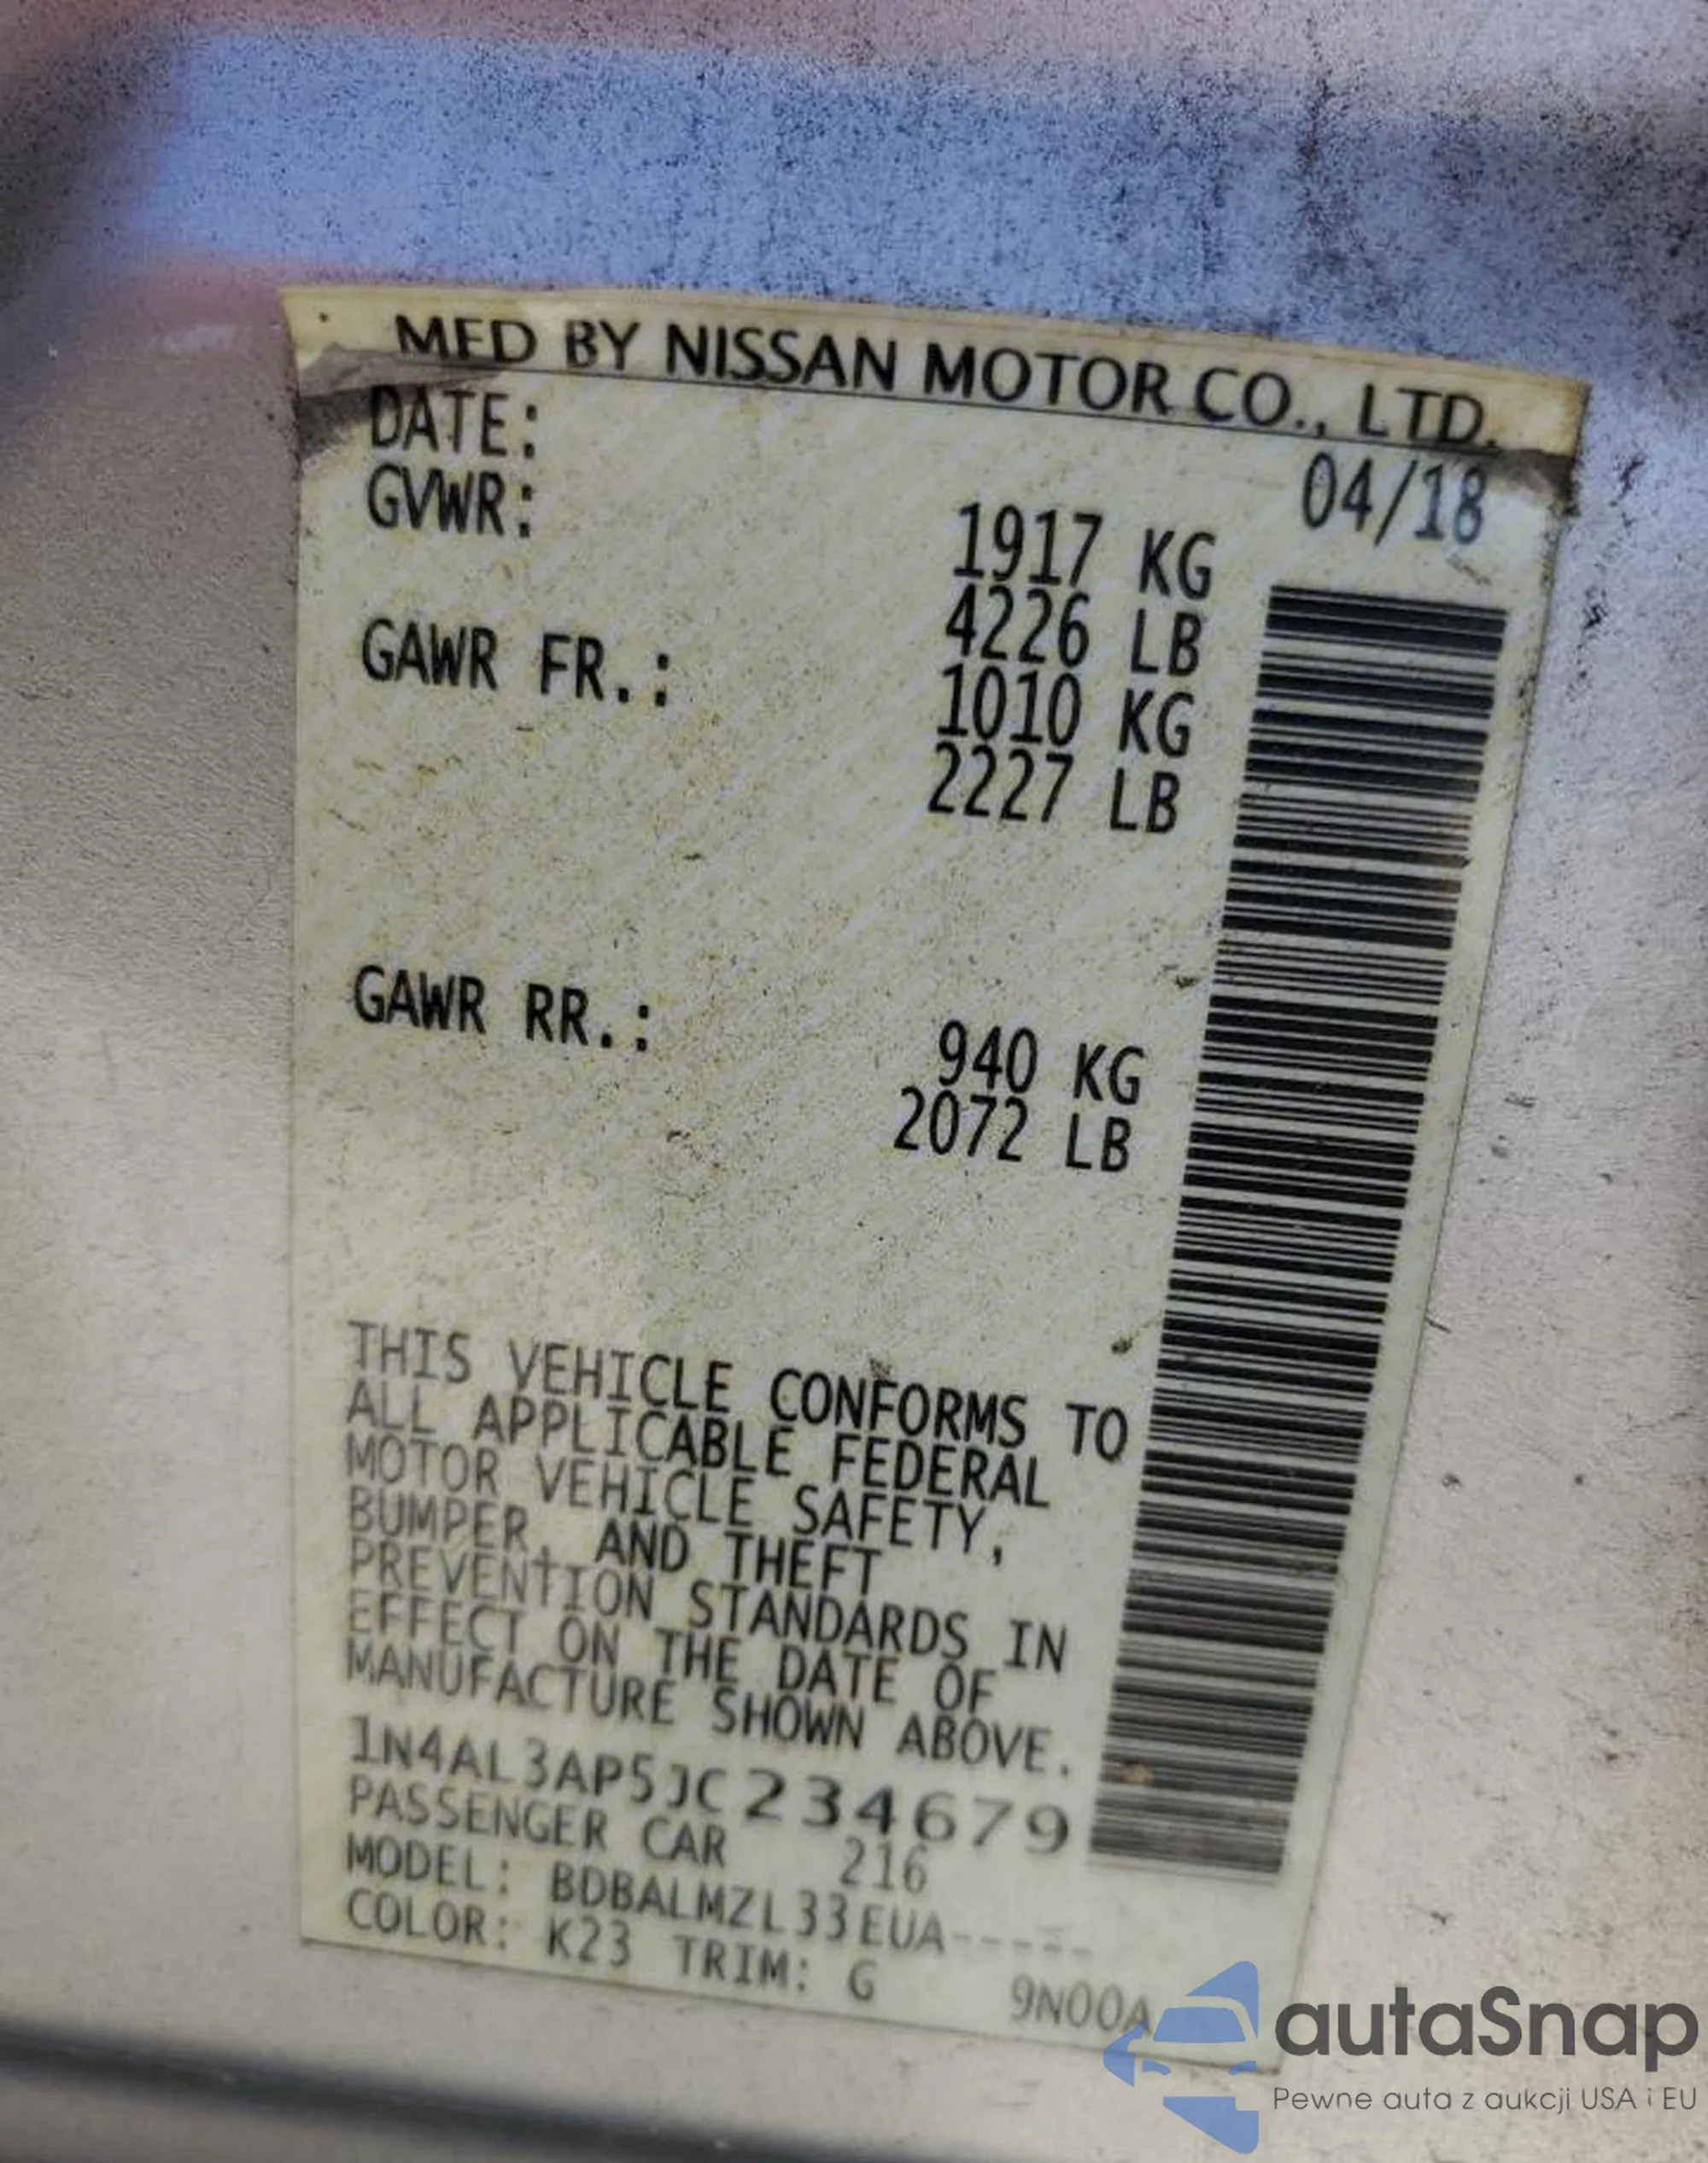 MFD BY NISSAN MOTOR CO., LTD.
DATE: 04/18
GVWR: 1917 KG
4226 LB
GAWR FR.: 1010 KG
2227 LB
GAWR RR.: 940 KG
2072 LB
THIS VEHICLE CONFORMS TO
ALL APPLICABLE FEDERAL
MOTOR VEHICLE SAFETY,
BUMPER, AND THEFT
PREVENTION STANDARDS IN
EFFECT ON THE DATE OF
MANUFACTURE SHOWN ABOVE.
1N4AL3AP5JC234679
PASSENGER CAR 216
MODEL: BDBALMZL33EUA-----
COLOR: K23 TRIM: G 9N00A
autaSnap
Pewne auta z aukcji USA i EU